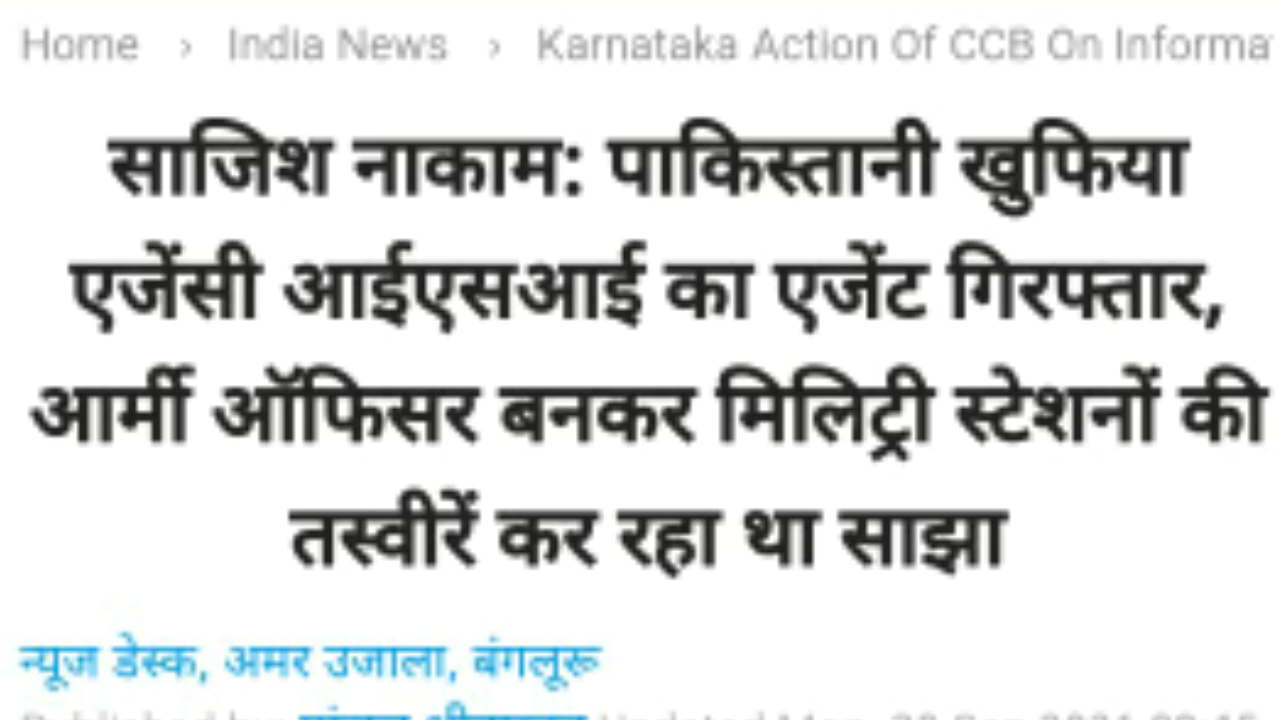 Home › India News › Karnataka Action Of CCB On Informa
साजिश नाकाम: पाकिस्तानी खुफिया
एजेंसी आईएसआई का एजेंट गिरफ्तार,
आर्मी ऑफिसर बनकर मिलिट्री स्टेशनों की
तस्वीरें कर रहा था साझा
न्यूज डेस्क, अमर उजाला, बंगलूरू